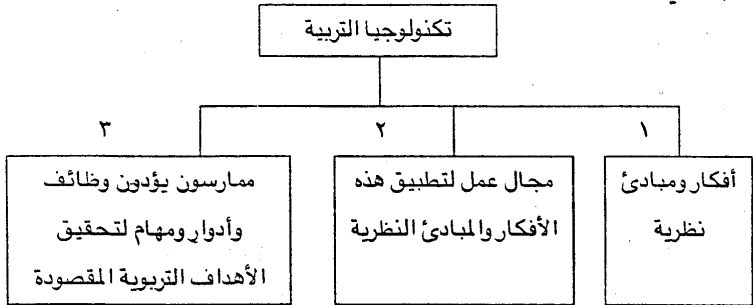 تكنولوجيا التربية
١
أفكار ومبادئ
نظرية
٢
مجال عمل لتطبيق هذه
الأفكار والمبادئ النظرية
٣
ممارسون يؤدون وظائف
وأدوار ومهام لتحقيق
الأهداف التربوية المقصودة